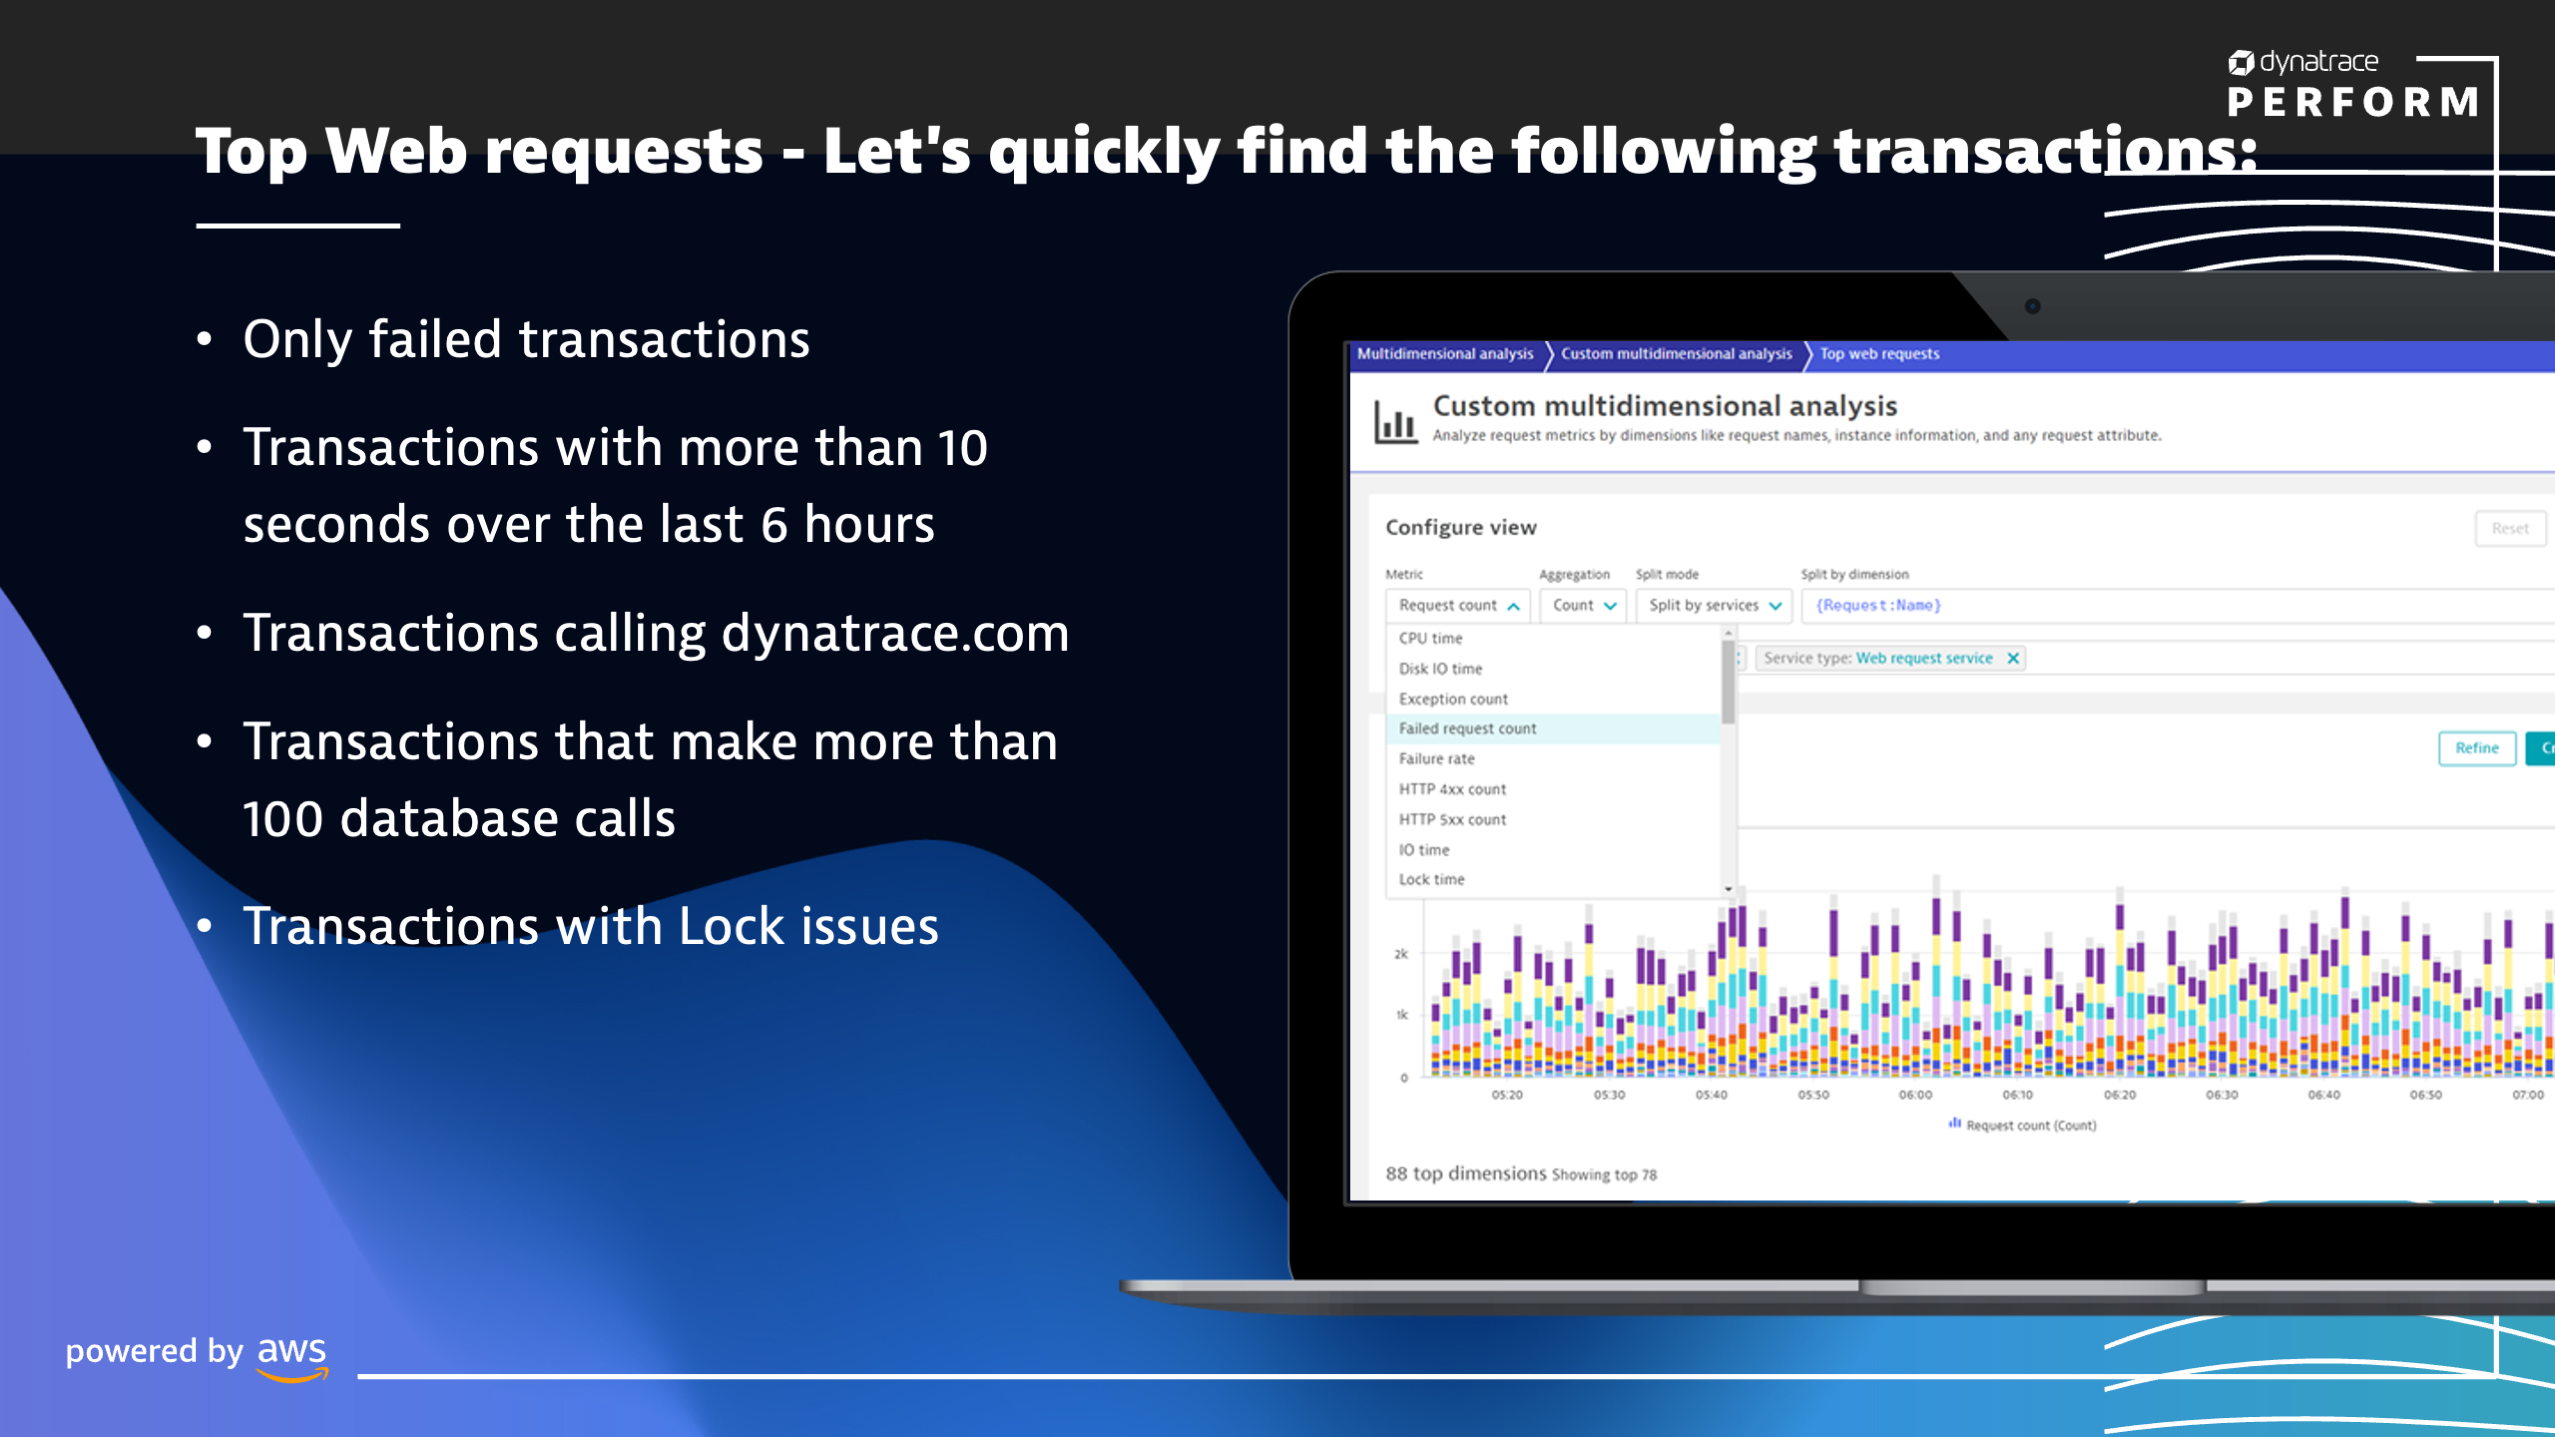 dynatrace
PERFORM
Top Web requests - Let's quickly find the following transactions:
• Only failed transactions
• Transactions with more than 10
seconds over the last 6 hours
• Transactions calling dynatrace.com
• Transactions that make more than
100 database calls
• Transactions with Lock issues
Multidimensional analysis Custom multidimensional analysis Top web requests
Custom multidimensional analysis
Analyze request metrics by dimensions like request names, instance information, and any request attribute.
Configure view
Reset
Metric Aggregation Split mode Split by dimension
Request count Count Split by services {Request:Name}
CPU time
Service type: Web request service
Disk IO time
Exception count
Failed request count
Failure rate
Refine
HTTP 4xx count
HTTP 5xx count
IO time
Lock time
2k
1k
0
05:20 05:30 05:40 05:50 06:00 06:10 06:20 06:30 06:40 06:50 07:00
Request count (Count)
88 top dimensions Showing top 78
powered by aws